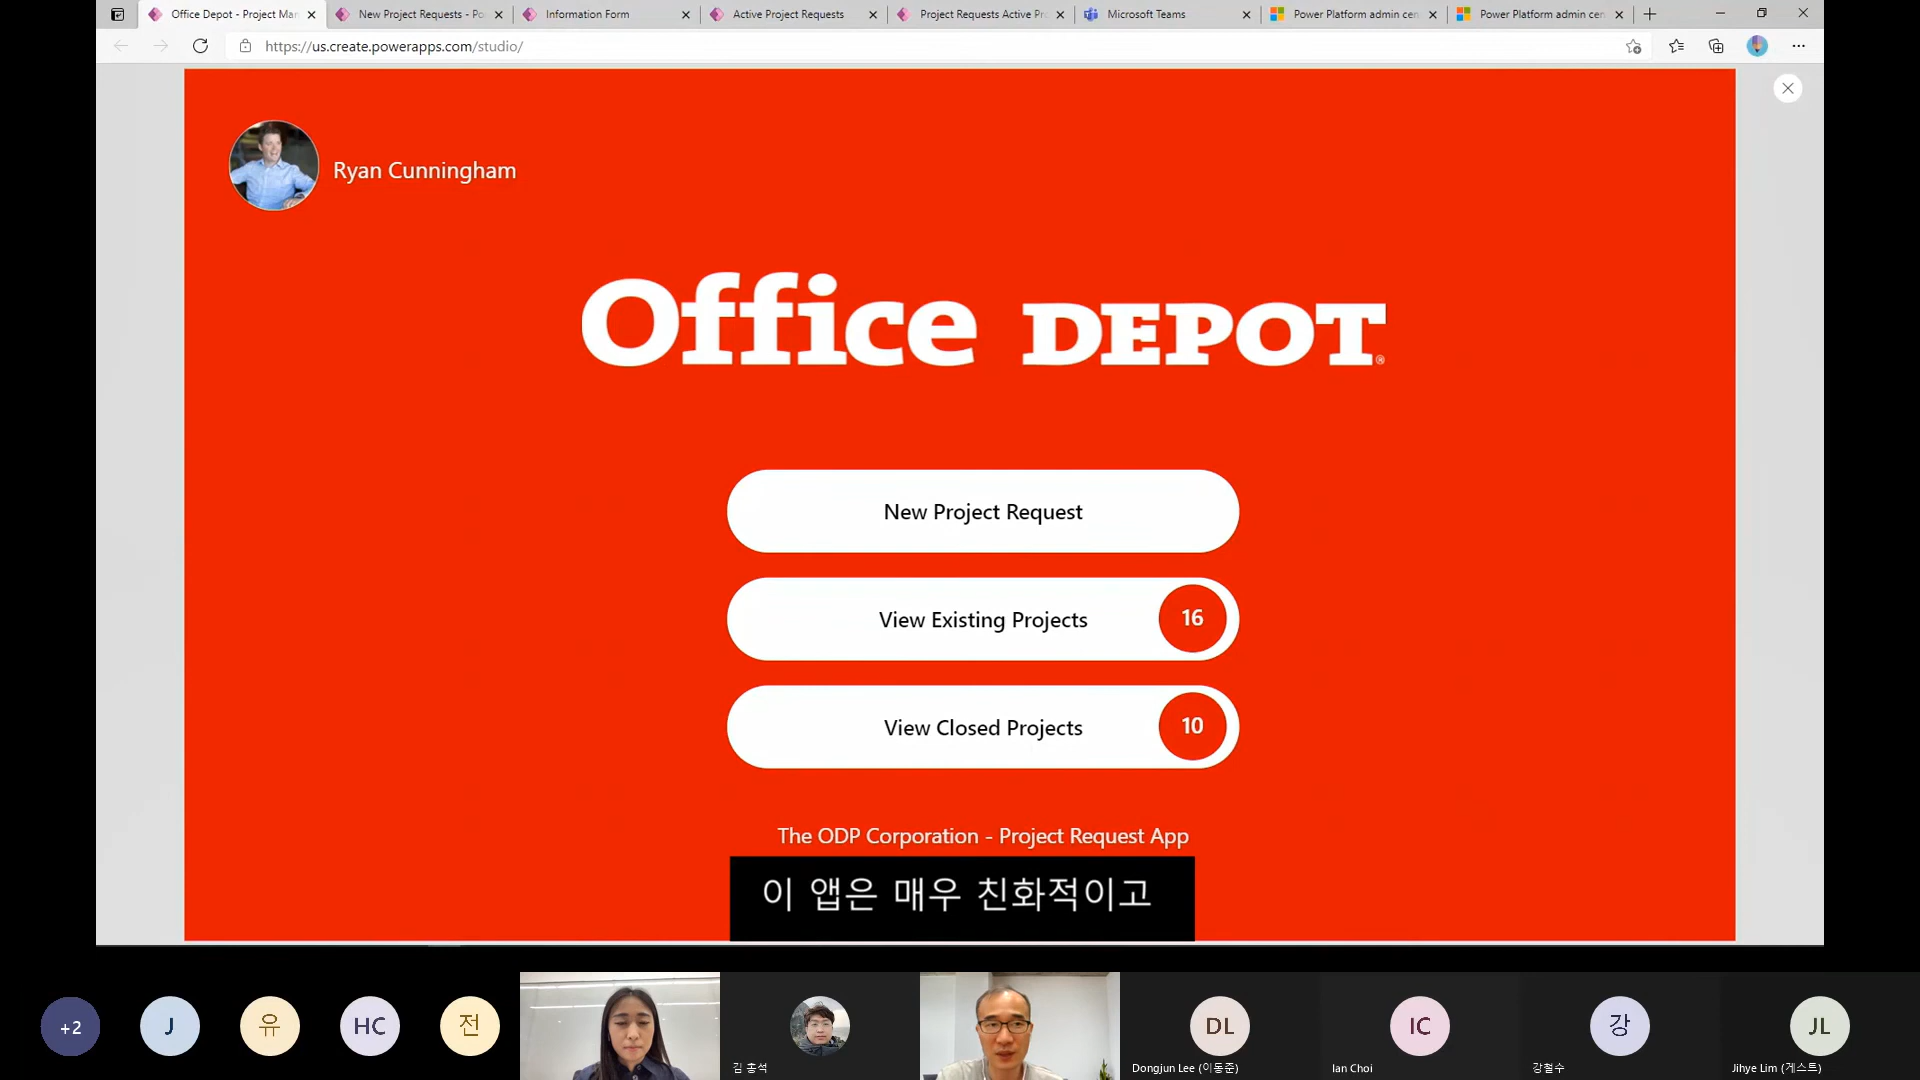 Office Depot - Project Man
New Project Requests - Po
Information Form
Active Project Requests
Project Requests Active Pro
Microsoft Teams
Power Platform admin cen
Power Platform admin cen
https://us.create.powerapps.com/studio/
Ryan Cunningham
Office DEPOT®
New Project Request
View Existing Projects 16
View Closed Projects 10
The ODP Corporation - Project Request App
이 앱은 매우 친화적이고
+2
J
유
HC
전
김 홍석
DL
Dongjun Lee (이동준)
IC
Ian Choi
강
강철수
JL
Jihye Lim (게스트)